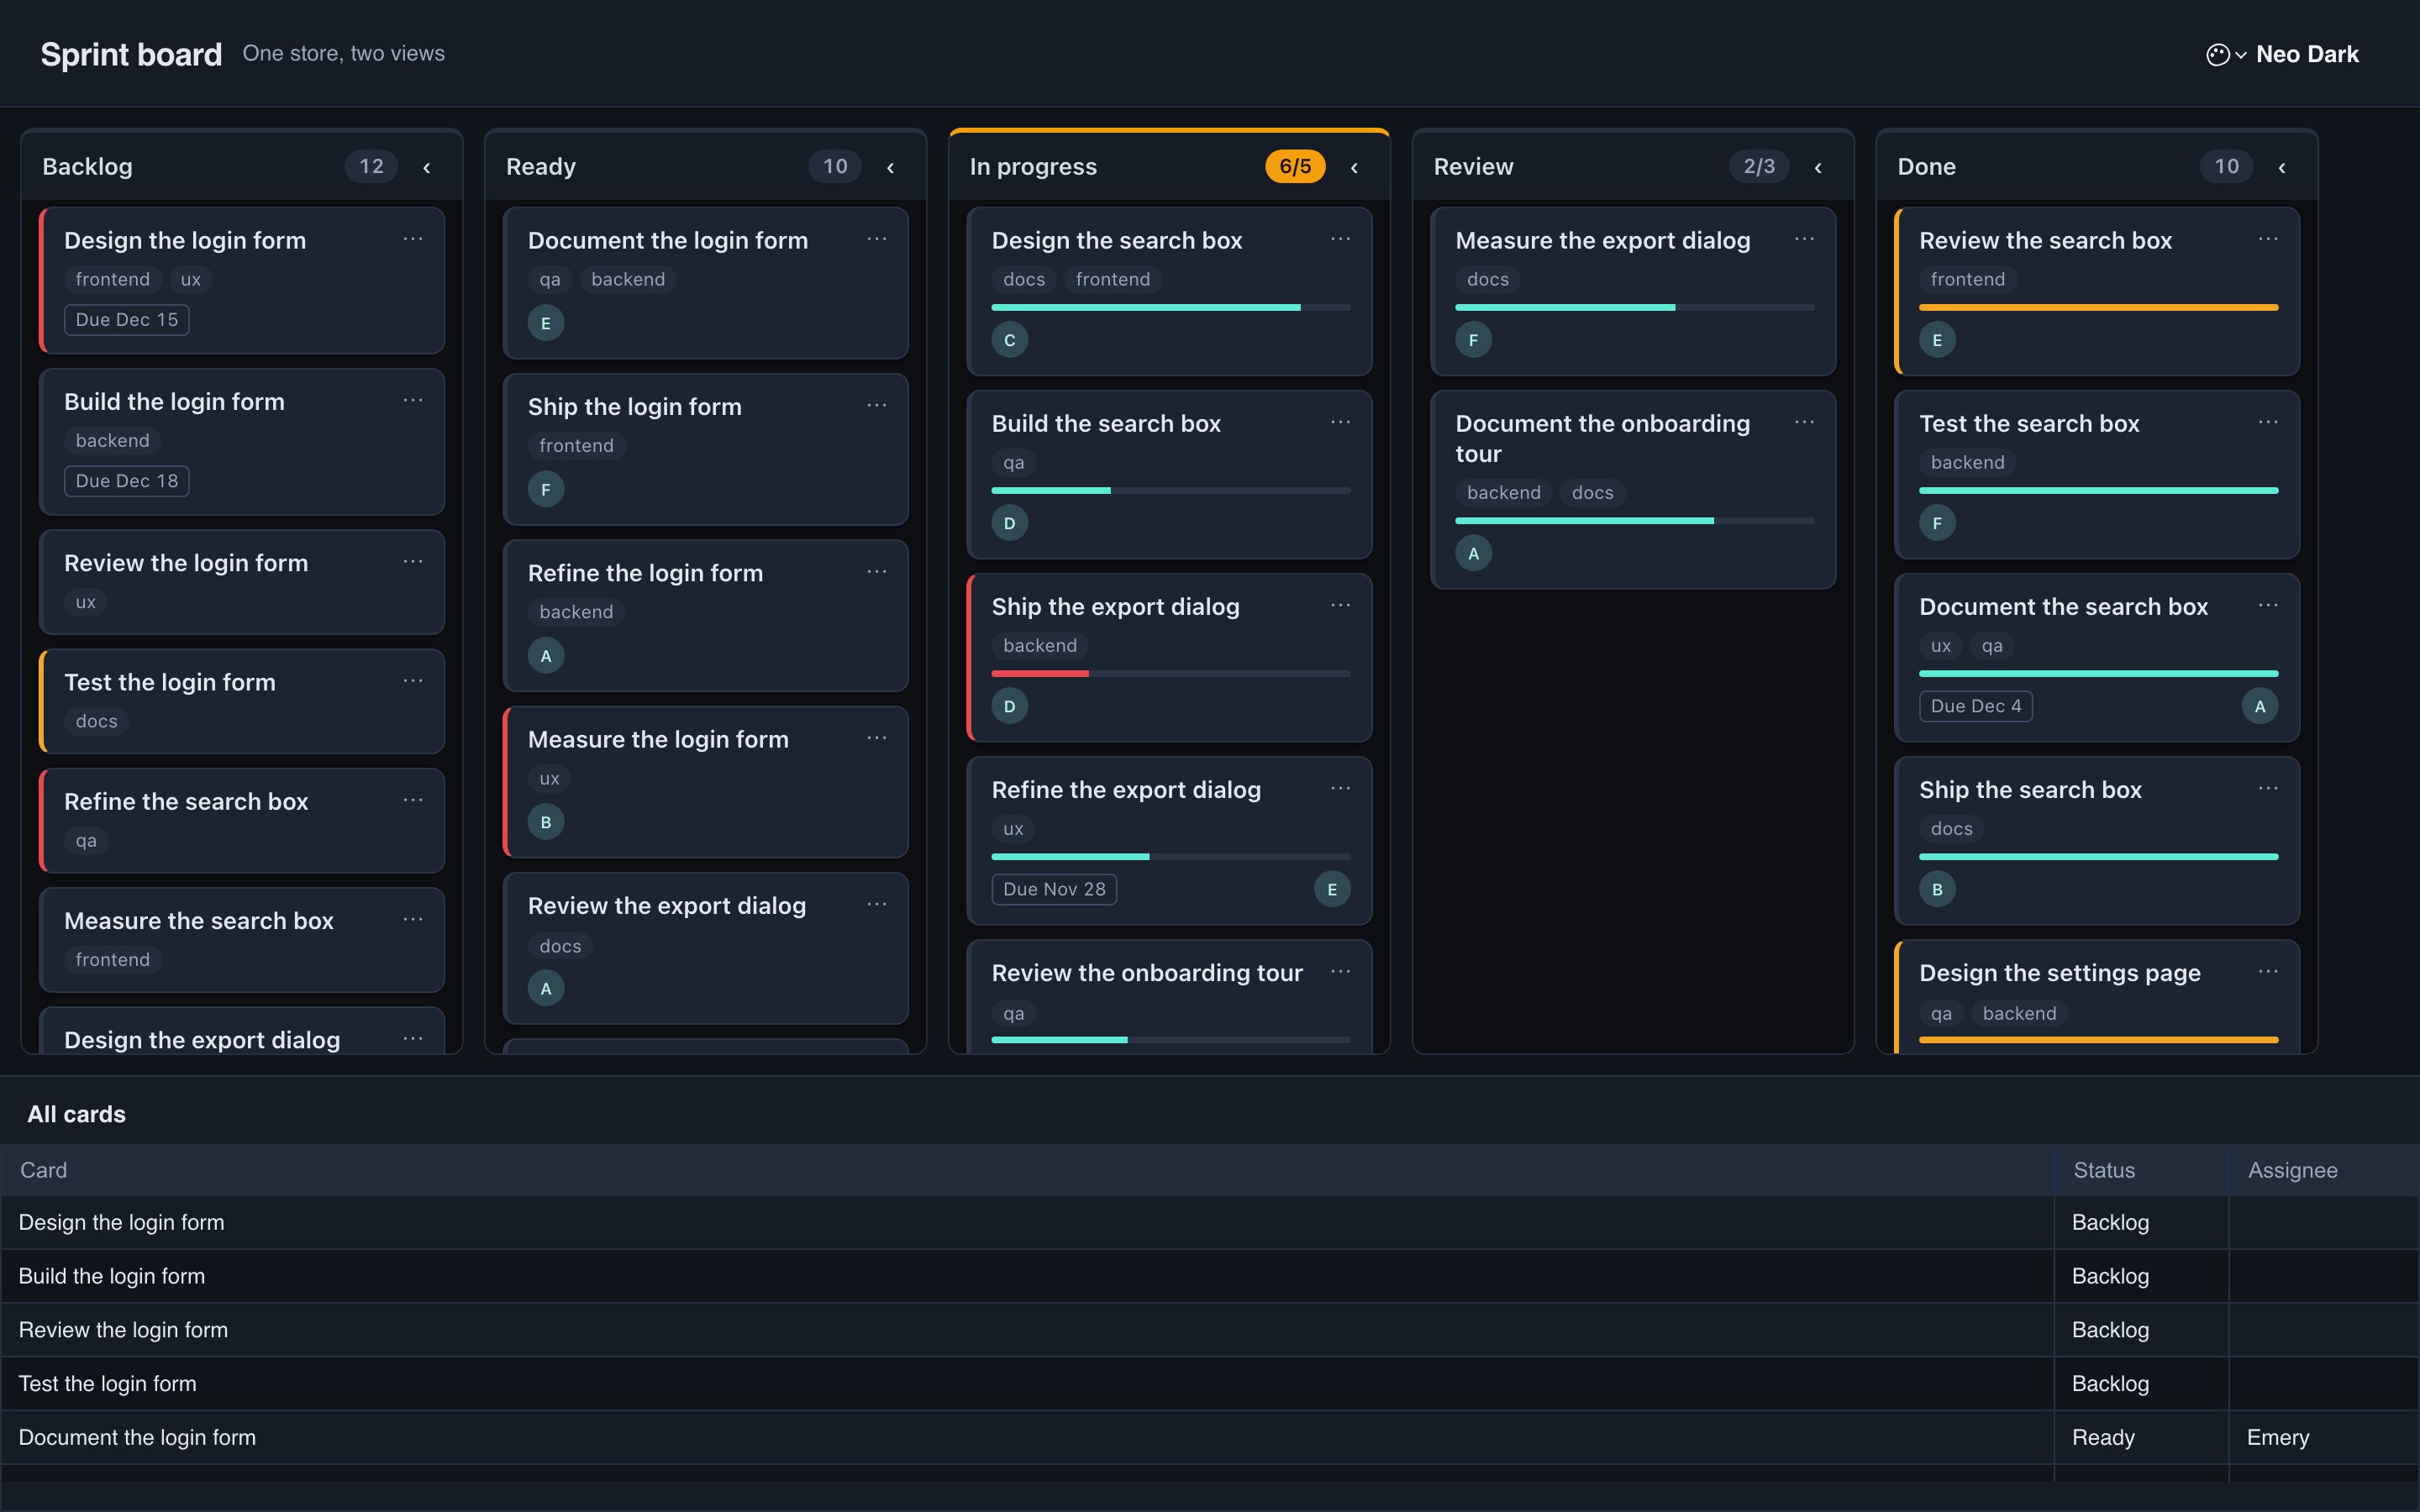 Sprint board One store, two views
Neo Dark
Backlog 12
Design the login form
frontend ux
Due Dec 15
Build the login form
backend
Due Dec 18
Review the login form
ux
Test the login form
docs
Refine the search box
qa
Measure the search box
frontend
Design the export dialog
Ready 10
Document the login form
qa backend
E
Ship the login form
frontend
F
Refine the login form
backend
A
Measure the login form
ux
B
Review the export dialog
docs
A
In progress 6/5
Design the search box
docs frontend
C
Build the search box
qa
D
Ship the export dialog
backend
D
Refine the export dialog
ux
Due Nov 28 E
Review the onboarding tour
qa
Review 2/3
Measure the export dialog
docs
F
Document the onboarding
tour
backend docs
A
Done 10
Review the search box
frontend
E
Test the search box
backend
F
Document the search box
ux qa
Due Dec 4 A
Ship the search box
docs
B
Design the settings page
qa backend
All cards
Card Status Assignee
Design the login form Backlog
Build the login form Backlog
Review the login form Backlog
Test the login form Backlog
Document the login form Ready Emery